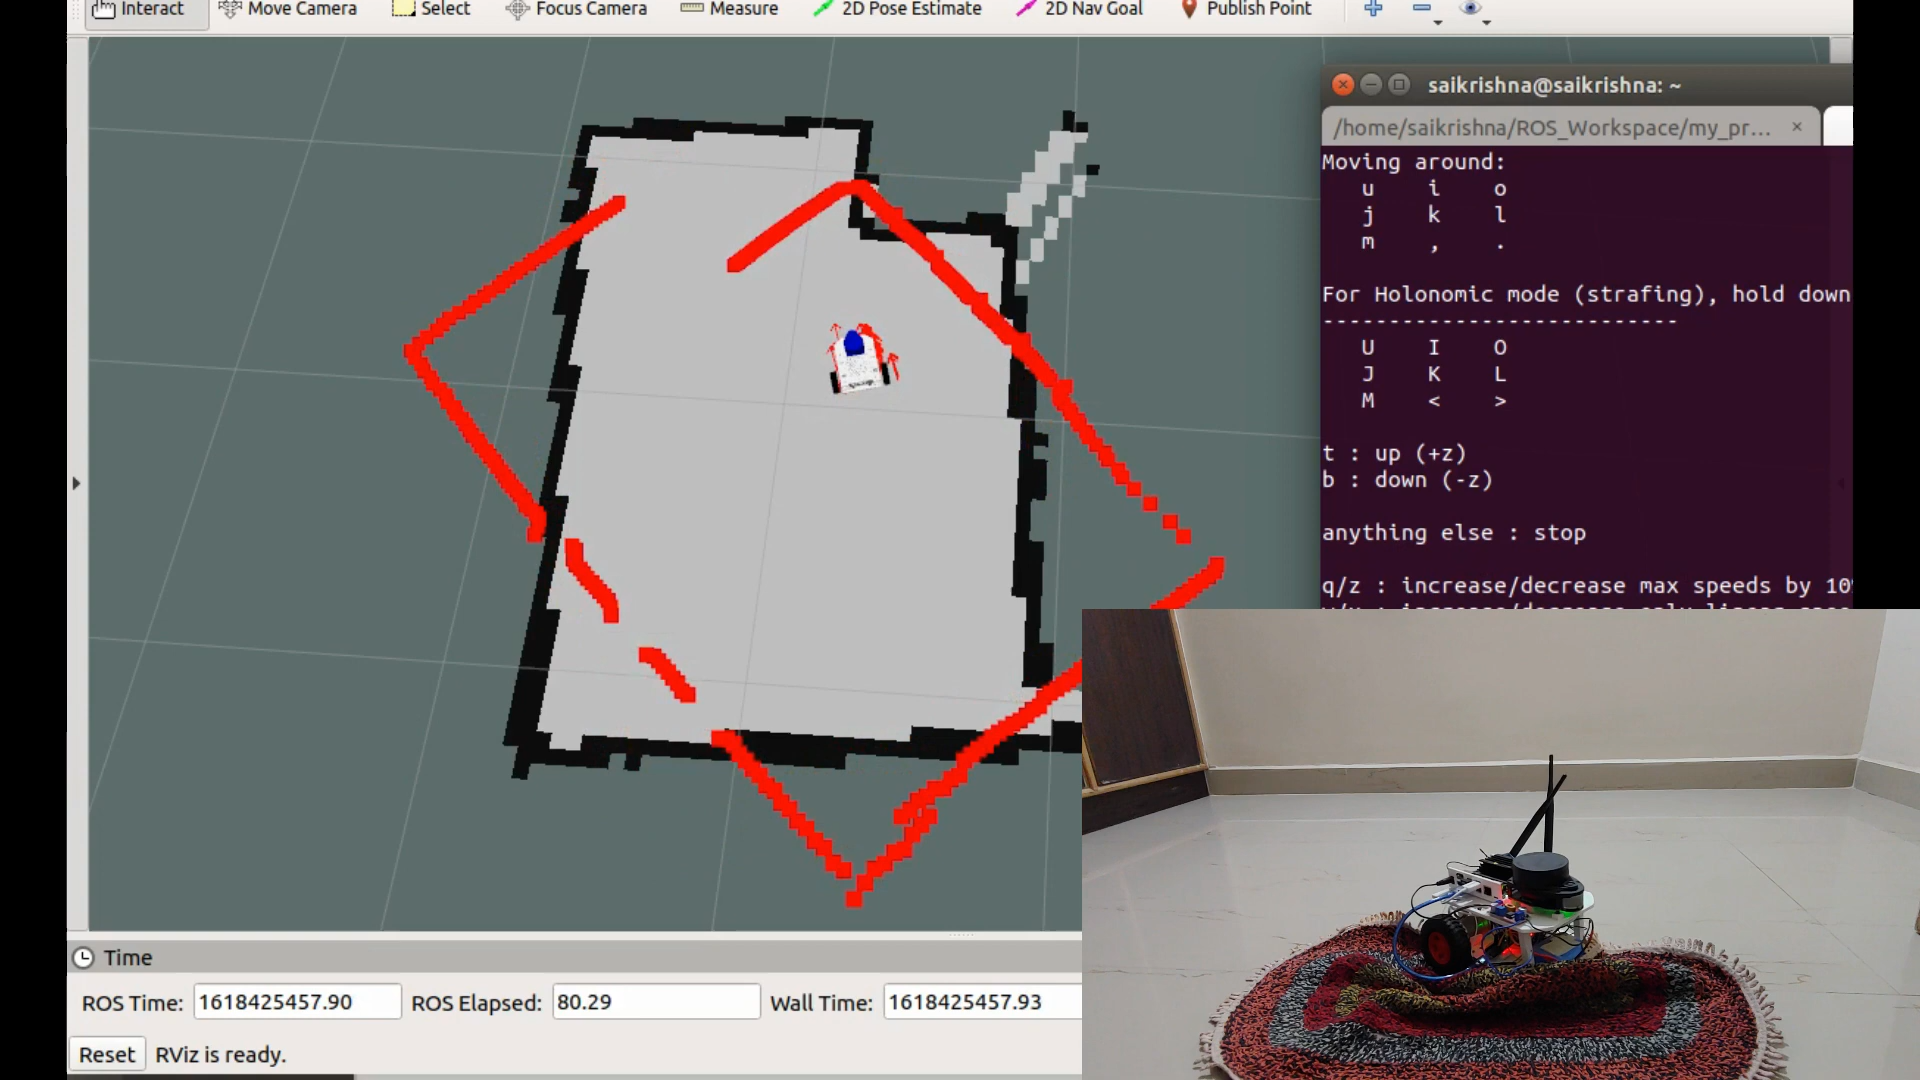 Interact Move Camera Select Focus Camera Measure 2D Pose Estimate 2D Nav Goal Publish Point
saikrishna@saikrishna: ~
/home/saikrishna/ROS_Workspace/my_pr... ×
Moving around:
u i o
j k l
m , .
For Holonomic mode (strafing), hold down
---------------------------
U I O
J K L
M < >
t : up (+z)
b : down (-z)
anything else : stop
q/z : increase/decrease max speeds by 10
Time
ROS Time: 1618425457.90 ROS Elapsed: 80.29 Wall Time: 1618425457.93
Reset RViz is ready.